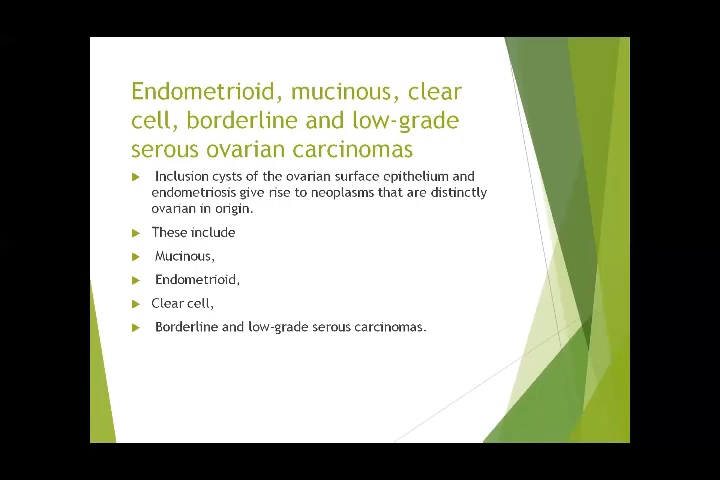 Endometrioid, mucinous, clear
cell, borderline and low-grade
serous ovarian carcinomas
Inclusion cysts of the ovarian surface epithelium and
endometriosis give rise to neoplasms that are distinctly
ovarian in origin.
These include
Mucinous,
Endometrioid,
Clear cell,
Borderline and low-grade serous carcinomas.